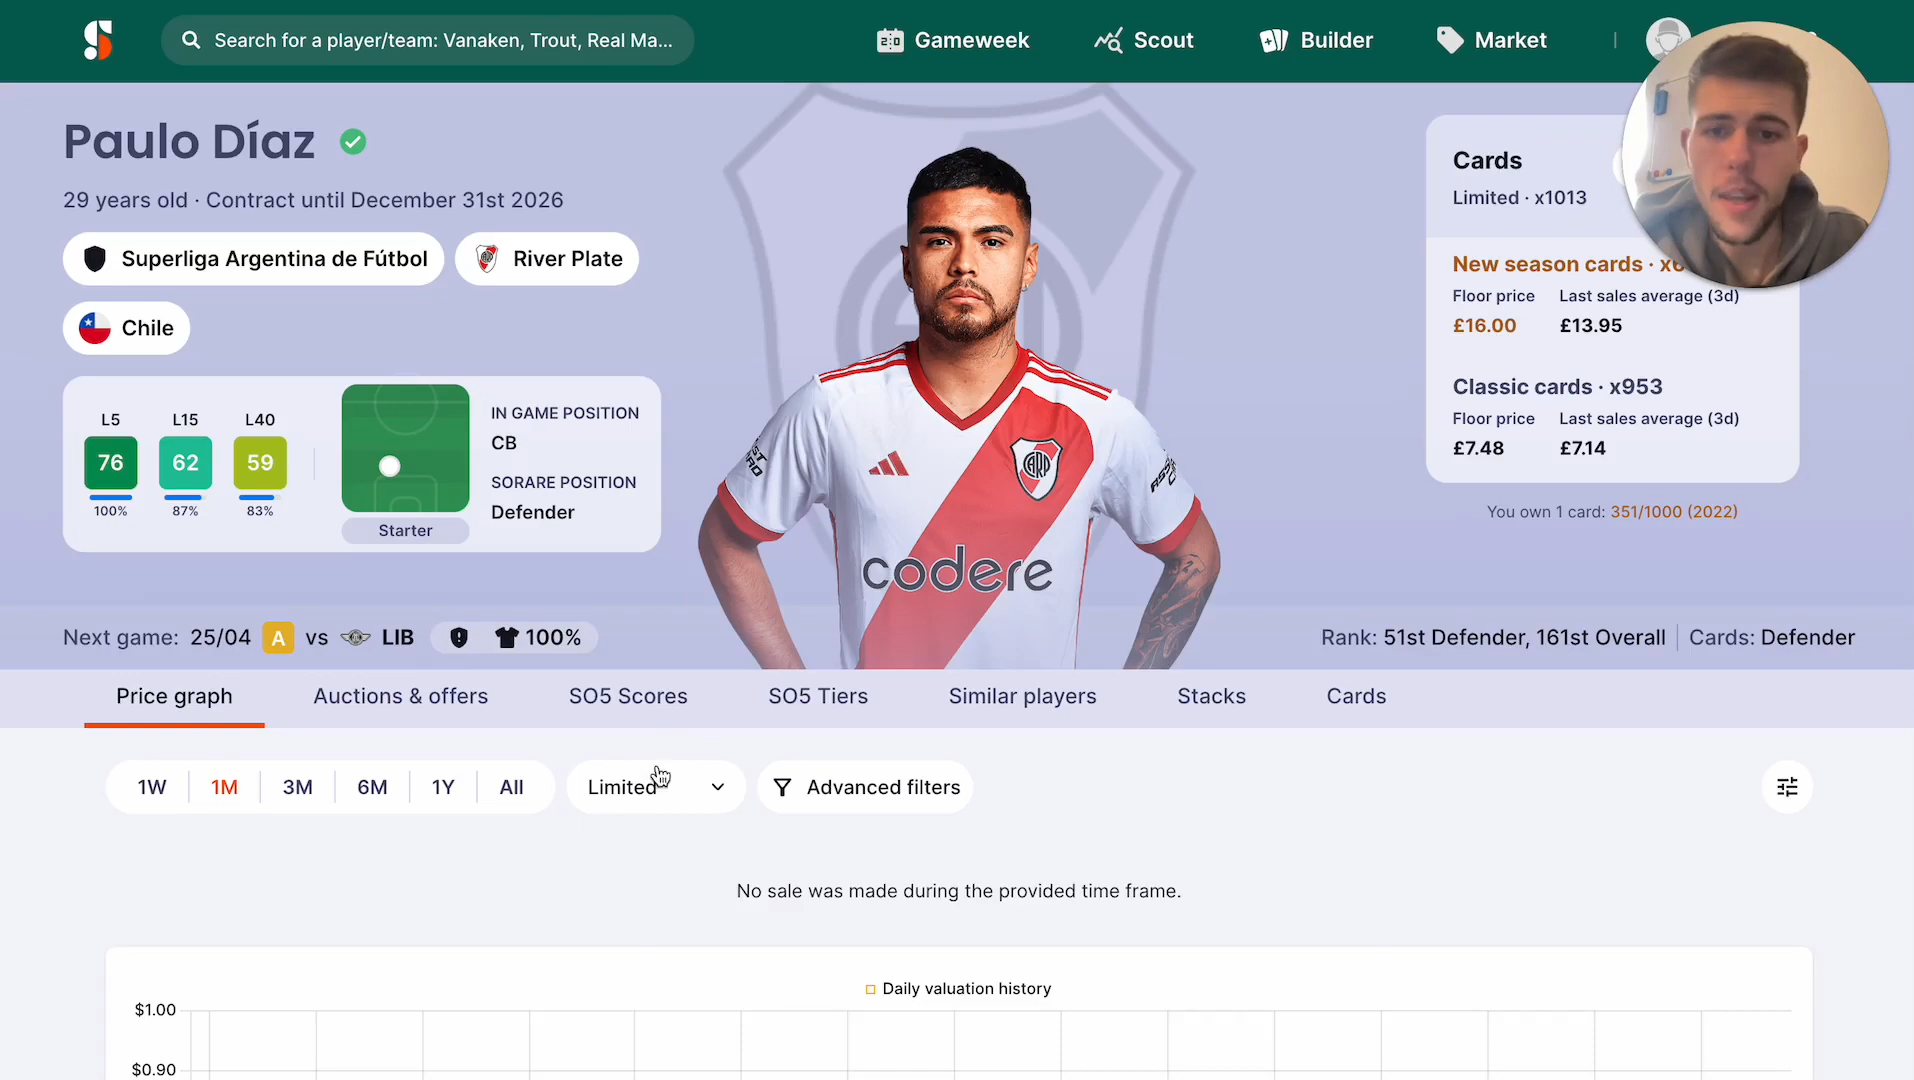 Search for a player/team: Vanaken, Trout, Real Ma...
2:0 Gameweek
Scout
Builder
Market
Paulo Díaz
29 years old · Contract until December 31st 2026
Superliga Argentina de Fútbol
River Plate
Chile
L5 L15 L40
76 62 59
100% 87% 83%
Starter
IN GAME POSITION
CB
SORARE POSITION
Defender
CARP
codere
Cards
Limited · x1013
New season cards ·
Floor price Last sales average (3d)
£16.00 £13.95
Classic cards · x953
Floor price Last sales average (3d)
£7.48 £7.14
You own 1 card: 351/1000 (2022)
Next game: 25/04 A vs LIB 100%
Rank: 51st Defender, 161st Overall Cards: Defender
Price graph
Auctions & offers
SO5 Scores
SO5 Tiers
Similar players
Stacks
Cards
1W 1M 3M 6M 1Y All
Limited
Advanced filters
No sale was made during the provided time frame.
Daily valuation history
$1.00
$0.90